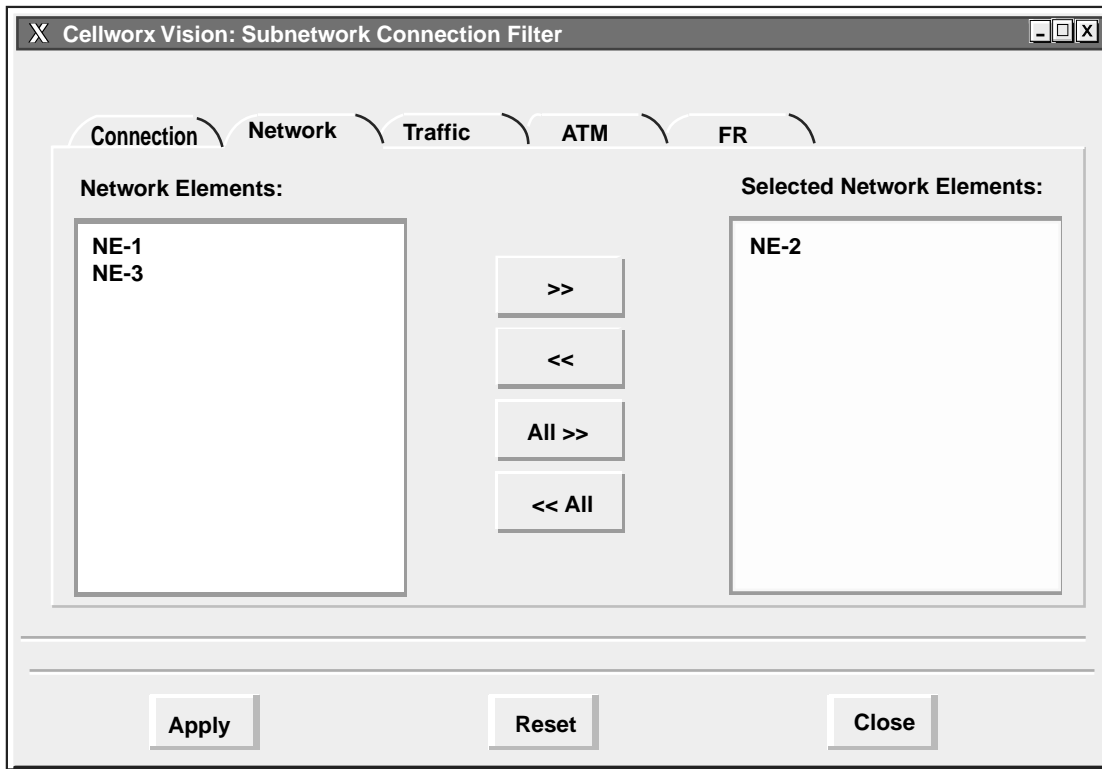 X Cellworx Vision: Subnetwork Connection Filter
Connection Network Traffic ATM FR
Network Elements:
NE-1
NE-3
>>
<<
All >>
<< All
Selected Network Elements:
NE-2
Apply Reset Close